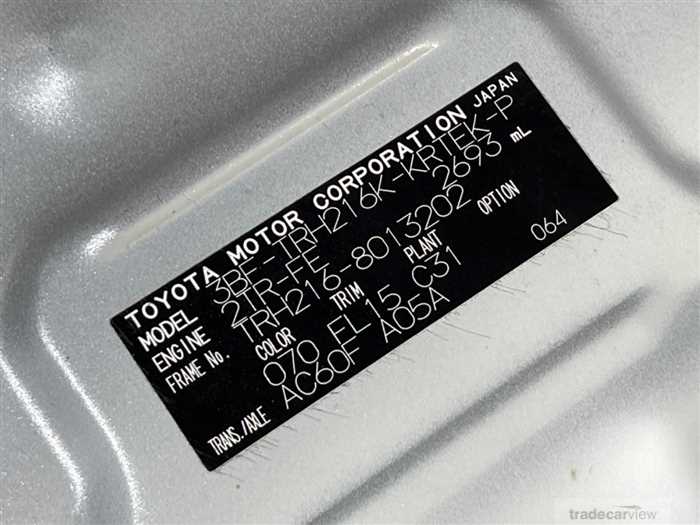 TOYOTA MOTOR CORPORATION JAPAN
MODEL 3BF-TRH216K-KRTEK-P
ENGINE 2TR-FE 2693 mL
FRAME No. TRH216-8013202
COLOR TRIM PLANT OPTION
070 FL15 C31 064
TRANS./AXLE AC60F A05A
tradecarview